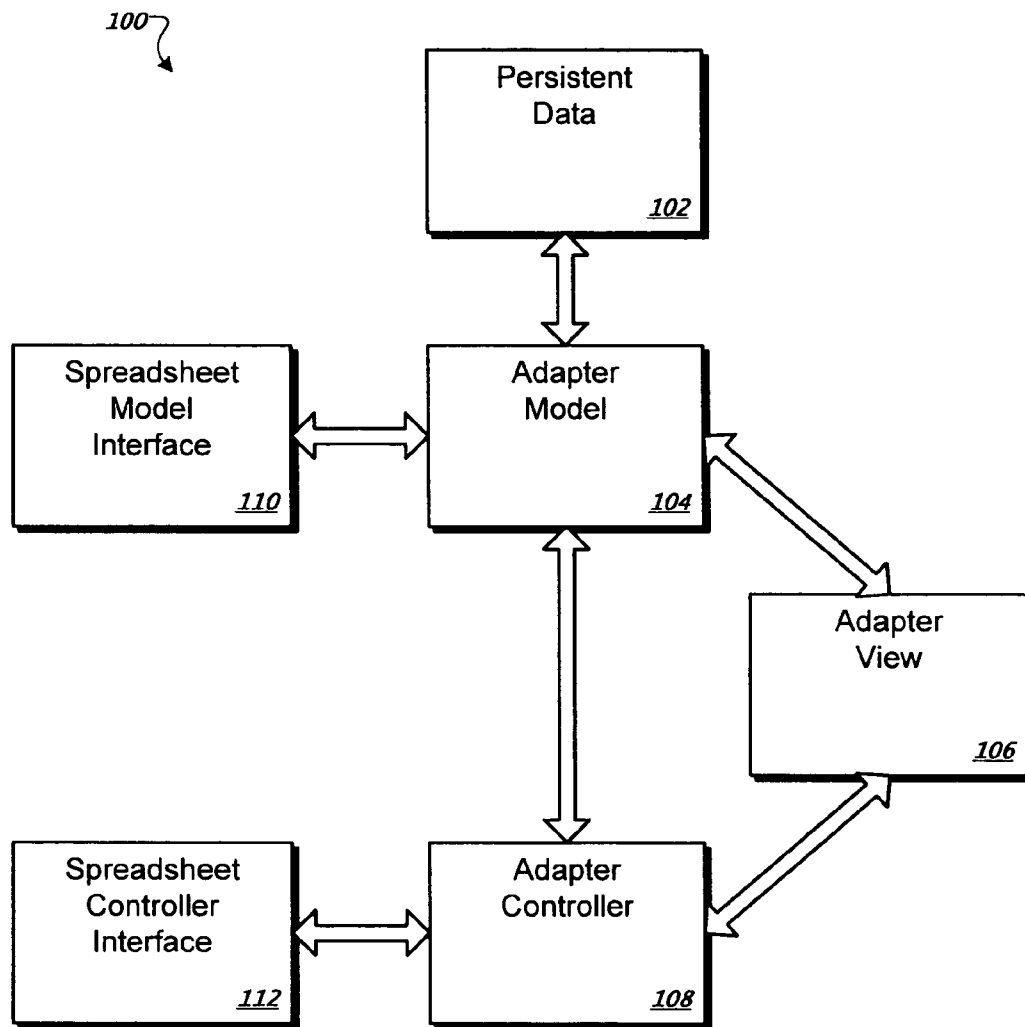 100
Persistent
Data
102
Spreadsheet
Model
Interface
110
Adapter
Model
104
Adapter
View
106
Spreadsheet
Controller
Interface
112
Adapter
Controller
108